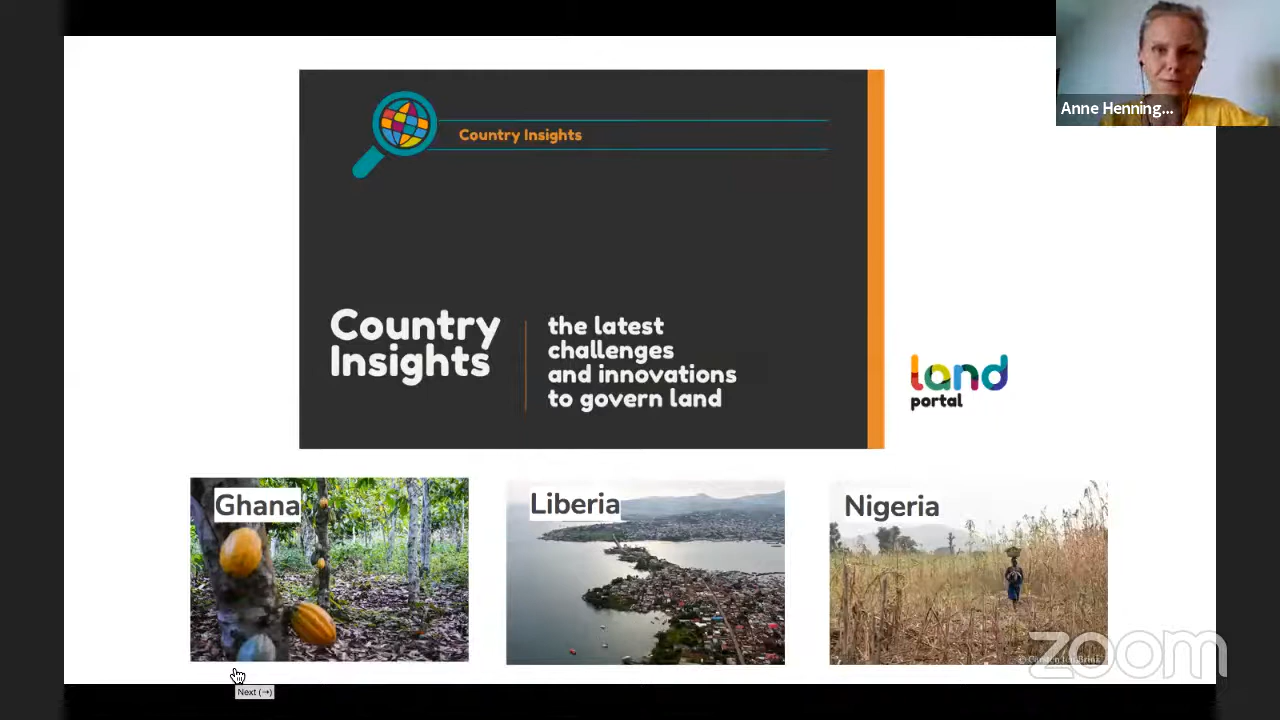 Anne Henning...
Country Insights
Country
Insights
the latest
challenges
and innovations
to govern land
land
portal
Ghana
Liberia
Nigeria
zoom
Next (→)